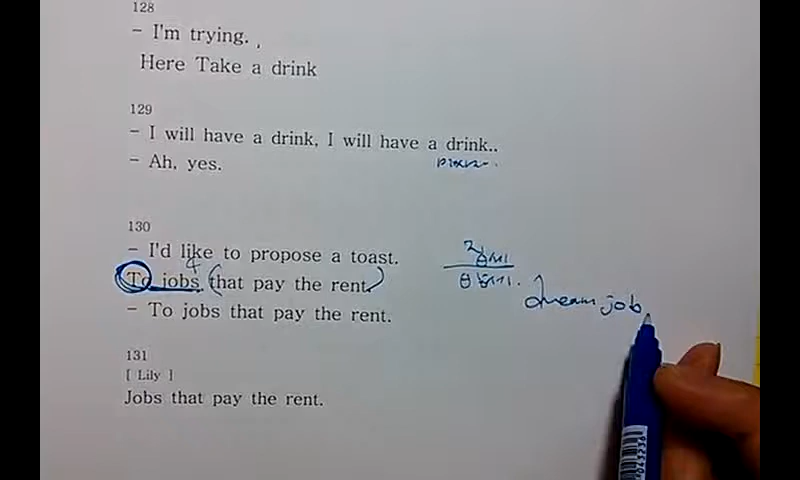 128
- I'm trying.
Here Take a drink
129
- I will have a drink, I will have a drink..
- Ah, yes.
130
- I'd like to propose a toast.
To jobs (that pay the rent.)
dream job
- To jobs that pay the rent.
131
[ Lily ]
Jobs that pay the rent.